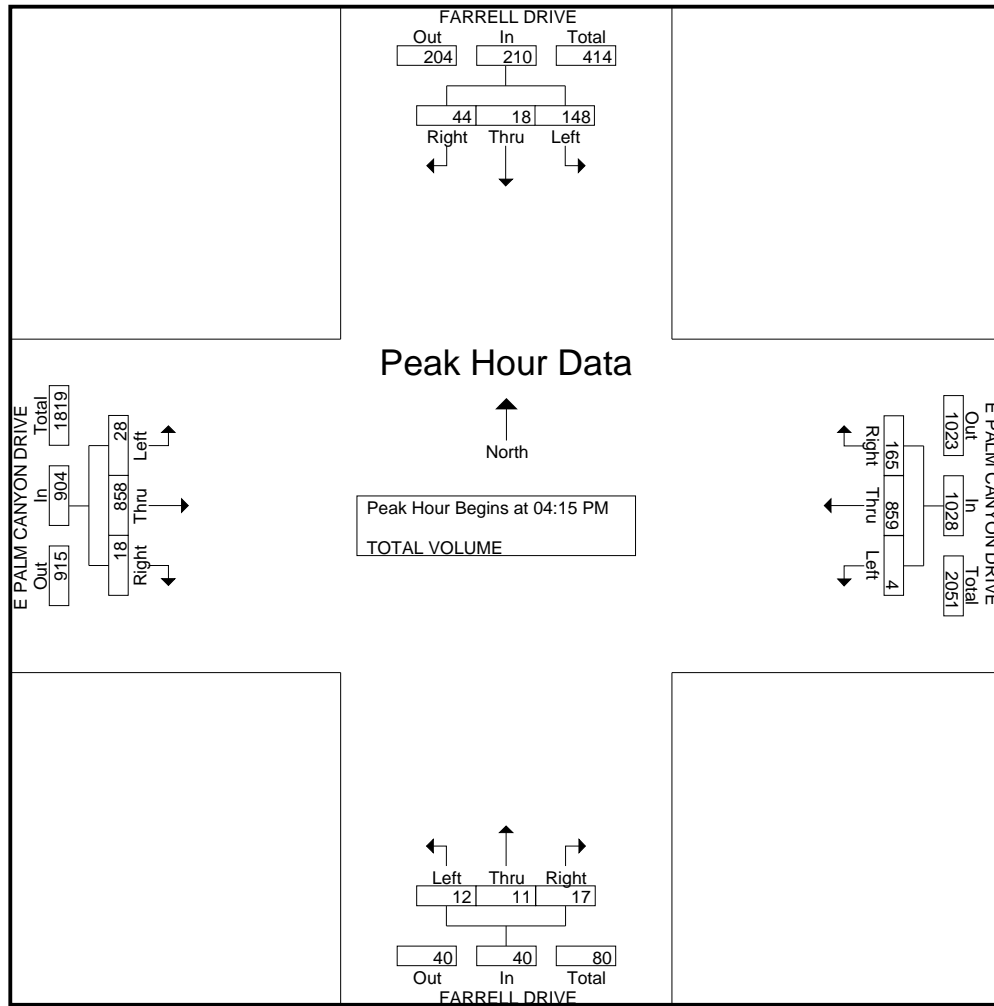 FARRELL DRIVE
Out In Total
204 210 414
44 18 148
Right Thru Left
Peak Hour Data
North
Peak Hour Begins at 04:15 PM
TOTAL VOLUME
E PALM CANYON DRIVE
Out In Total
915 904 1819
18 858 28
Right Thru Left
E PALM CANYON DRIVE
Out In Total
1023 1028 2051
165 859 4
Right Thru Left
Left Thru Right
12 11 17
40 40 80
Out In Total
FARRELL DRIVE